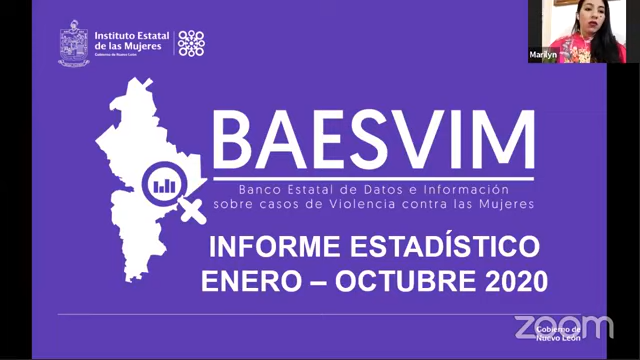 Instituto Estatal
de las Mujeres
Gobierno de Nuevo León
Marilyn
BAESVIM
Banco Estatal de Datos e Información
sobre casos de Violencia contra las Mujeres
INFORME ESTADÍSTICO
ENERO – OCTUBRE 2020
zoom
Gobierno de
Nuevo León